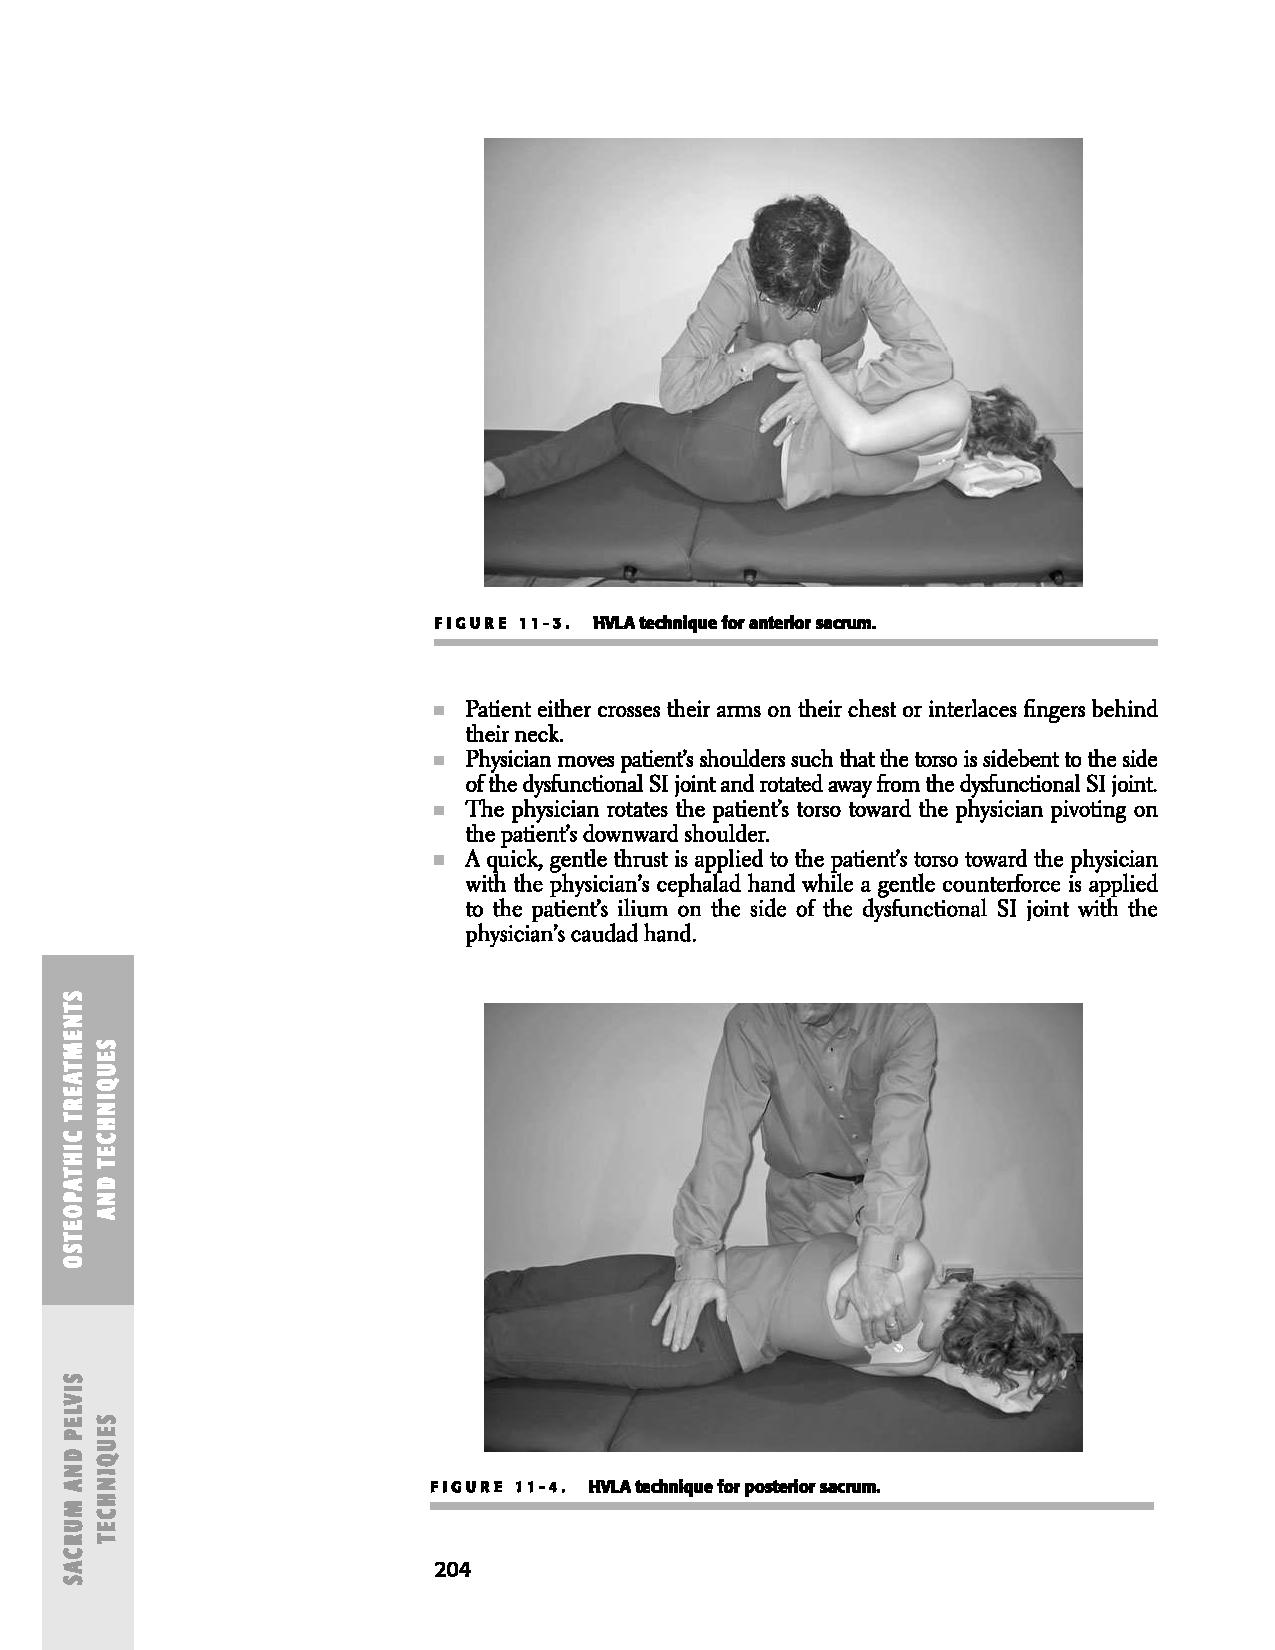 FIGURE 11-3. HVLA technique for anterior sacrum.
■ Patient either crosses their arms on their chest or interlaces fingers behind
their neck.
■ Physician moves patient's shoulders such that the torso is sidebent to the side
of the dysfunctional SI joint and rotated away from the dysfunctional SI joint.
■ The physician rotates the patient's torso toward the physician pivoting on
the patient's downward shoulder.
■ A quick, gentle thrust is applied to the patient's torso toward the physician
with the physician's cephalad hand while a gentle counterforce is applied
to the patient's ilium on the side of the dysfunctional SI joint with the
physician's caudad hand.
OSTEOPATHIC TREATMENTS
AND TECHNIQUES
SACRUM AND PELVIS
TECHNIQUES
FIGURE 11-4. HVLA technique for posterior sacrum.
204